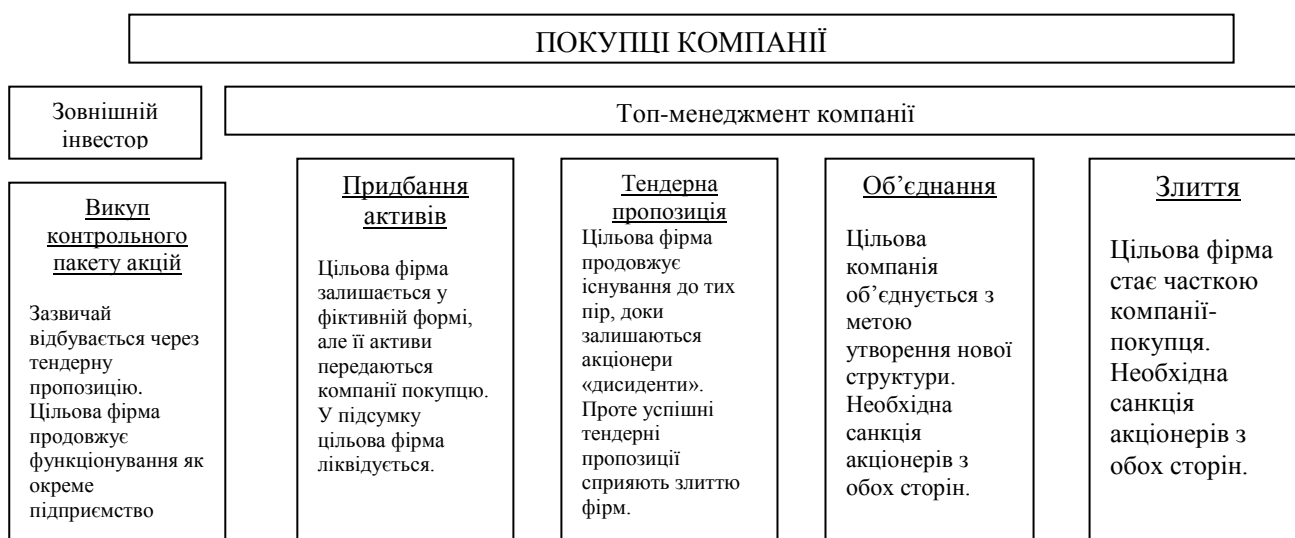 ПОКУПЦІ КОМПАНІЇ
Зовнішній
інвестор
Топ-менеджмент компанії
Викуп
контрольного
пакету акцій
Зазвичай
відбувається через
тендерну
пропозицію.
Цільова фірма
продовжує
функціонування як
окреме
підприємство
Придбання
активів
Цільова фірма
залишається у
фіктивній формі,
але її активи
передаються
компанії покупцю.
У підсумку
цільова фірма
ліквідується.
Тендерна
пропозиція
Цільова фірма
продовжує
існування до тих
пір, доки
залишаються
акціонери
«дисиденти».
Проте успішні
тендерні
пропозиції
сприяють злиттю
фірм.
Об’єднання
Цільова
компанія
об’єднується з
метою
утворення нової
структури.
Необхідна
санкція
акціонерів з
обох сторін.
Злиття
Цільова фірма
стає часткою
компанії-
покупця.
Необхідна
санкція
акціонерів з
обох сторін.